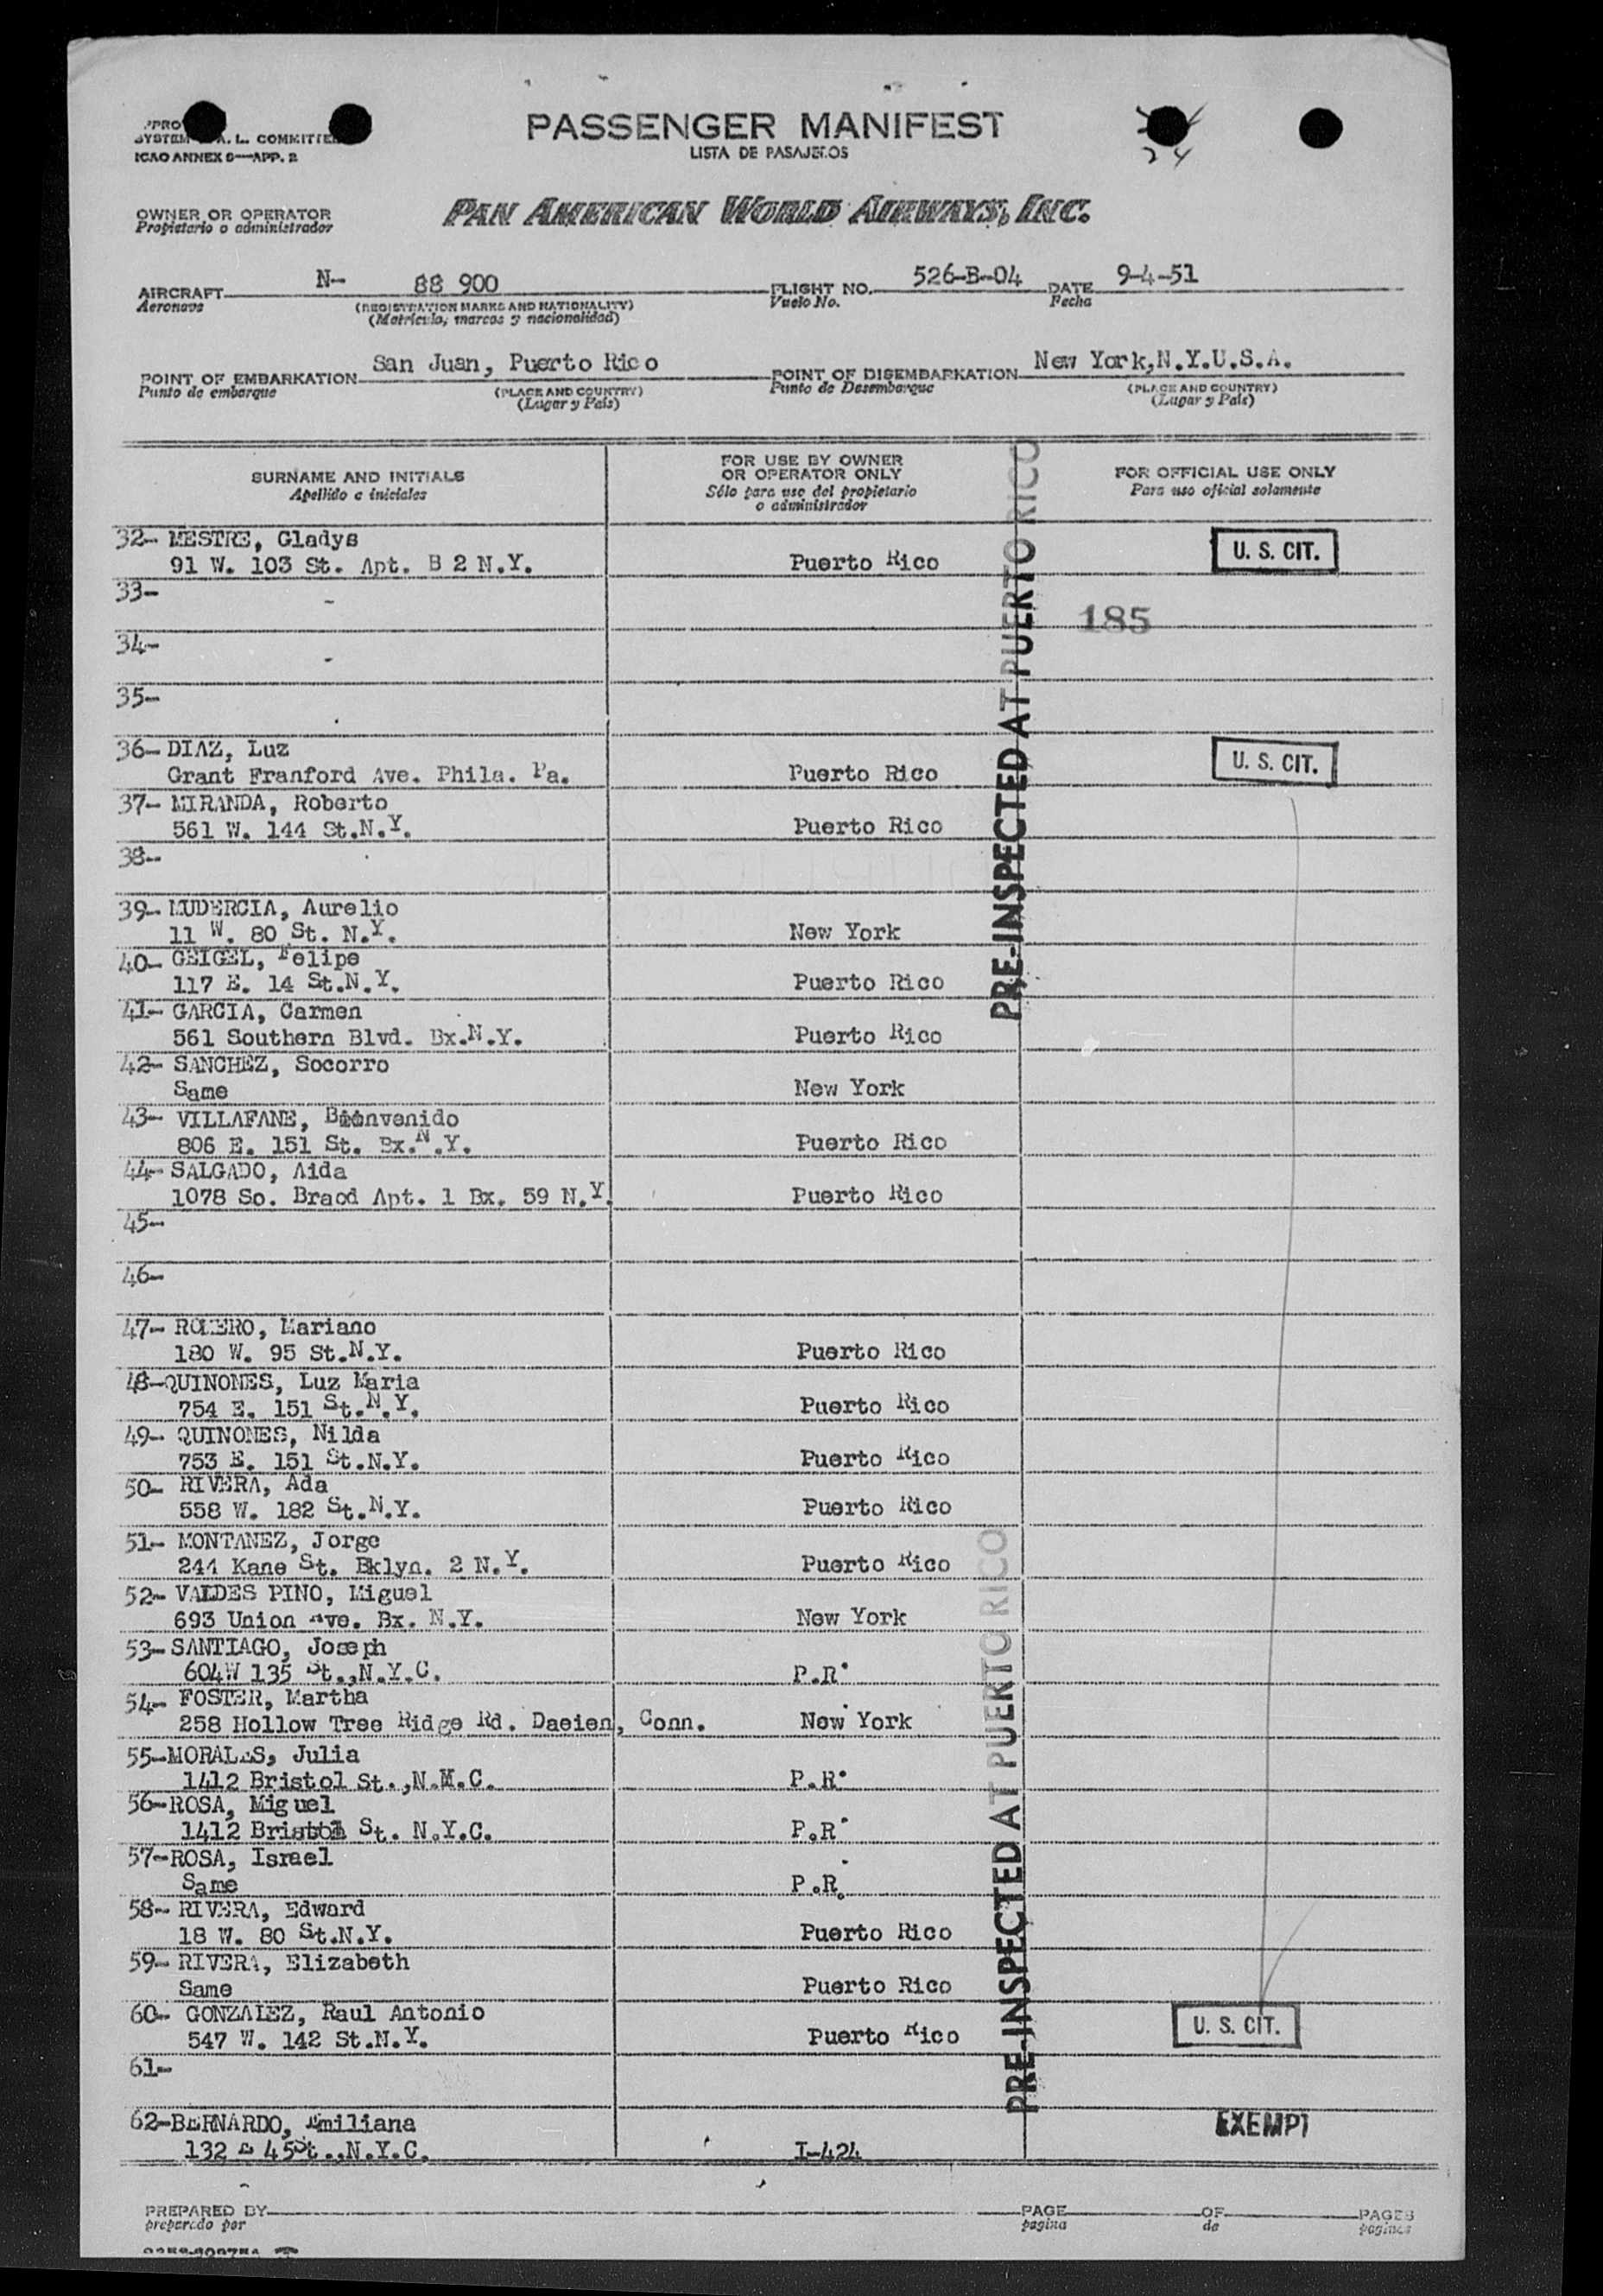 SYSTEM
L. COMMITTEE
ICAO ANNEX 9—APP. 2
PASSENGER MANIFEST
LISTA DE PASAJEROS
24
OWNER OR OPERATOR
Propietario o administrador
PAN AMERICAN WORLD AIRWAYS, INC.
AIRCRAFT N- 88 900 FLIGHT NO. 526-B-04 DATE 9-4-51
Aeronave (REGISTRATION MARKS AND NATIONALITY) Vuelo No. Fecha
(Matricula, marcas y nacionalidad)
POINT OF EMBARKATION San Juan, Puerto Rico POINT OF DISEMBARKATION New York,N.Y.U.S.A.
Punto de embarque (PLACE AND COUNTRY) Punto de Desembarque (PLACE AND COUNTRY)
(Lugar y País) (Lugar y País)
SURNAME AND INITIALS
Apellido e iniciales
FOR USE BY OWNER
OR OPERATOR ONLY
Sólo para uso del propietario
o administrador
FOR OFFICIAL USE ONLY
Para uso oficial solamente
32- MESTRE, Gladys
91 W. 103 St. Apt. B 2 N.Y. Puerto Rico U. S. CIT.
33-
185
34-
35-
36- DIAZ, Luz
Grant Franford Ave. Phila. Pa. Puerto Rico U. S. CIT.
37- MIRANDA, Roberto
561 W. 144 St.N.Y. Puerto Rico
38-
39- MUDERCIA, Aurelio
11 W. 80 St. N.Y. New York
40- GEIGEL, Felipe
117 E. 14 St.N.Y. Puerto Rico
41- GARCIA, Carmen
561 Southern Blvd. Bx.N.Y. Puerto Rico
42- SANCHEZ, Socorro
Same New York
43- VILLAFANE, Bienvenido
806 E. 151 St. Bx.N.Y. Puerto Rico
44- SALGADO, Aida
1078 So. Braod Apt. 1 Bx. 59 N.Y. Puerto Rico
45-
46-
47- ROMERO, Mariano
180 W. 95 St.N.Y. Puerto Rico
48-QUINONES, Luz Maria
754 E. 151 St.N.Y. Puerto Rico
49- QUINONES, Nilda
753 E. 151 St.N.Y. Puerto Rico
50- RIVERA, Ada
558 W. 182 St.N.Y. Puerto Rico
51- MONTANEZ, Jorge
244 Kane St. Bklyn. 2 N.Y. Puerto Rico
52- VALDES PINO, Miguel
693 Union Ave. Bx. N.Y. New York
53- SANTIAGO, Joseph
604W 135 St.,N.Y.C. P.R.
54- FOSTER, Martha
258 Hollow Tree Ridge Rd. Daeien, Conn. New York
55-MORALES, Julia
1412 Bristol St.,N.M.C. P.R.
56-ROSA, Miguel
1412 Bristol St. N.Y.C. P.R.
57-ROSA, Israel
Same P.R.
58- RIVERA, Edward
18 W. 80 St.N.Y. Puerto Rico
59- RIVERA, Elizabeth
Same Puerto Rico
60- GONZALEZ, Raul Antonio
547 W. 142 St.N.Y. Puerto Rico U. S. CIT.
61-
62-BERNARDO, Emiliana EXEMPT
132 E 45St.,N.Y.C. I-424
PRE-INSPECTED AT PUERTO RICO
PRE-INSPECTED AT PUERTO RICO
PREPARED BY PAGE OF PAGES
preparedo por pagina de paginas